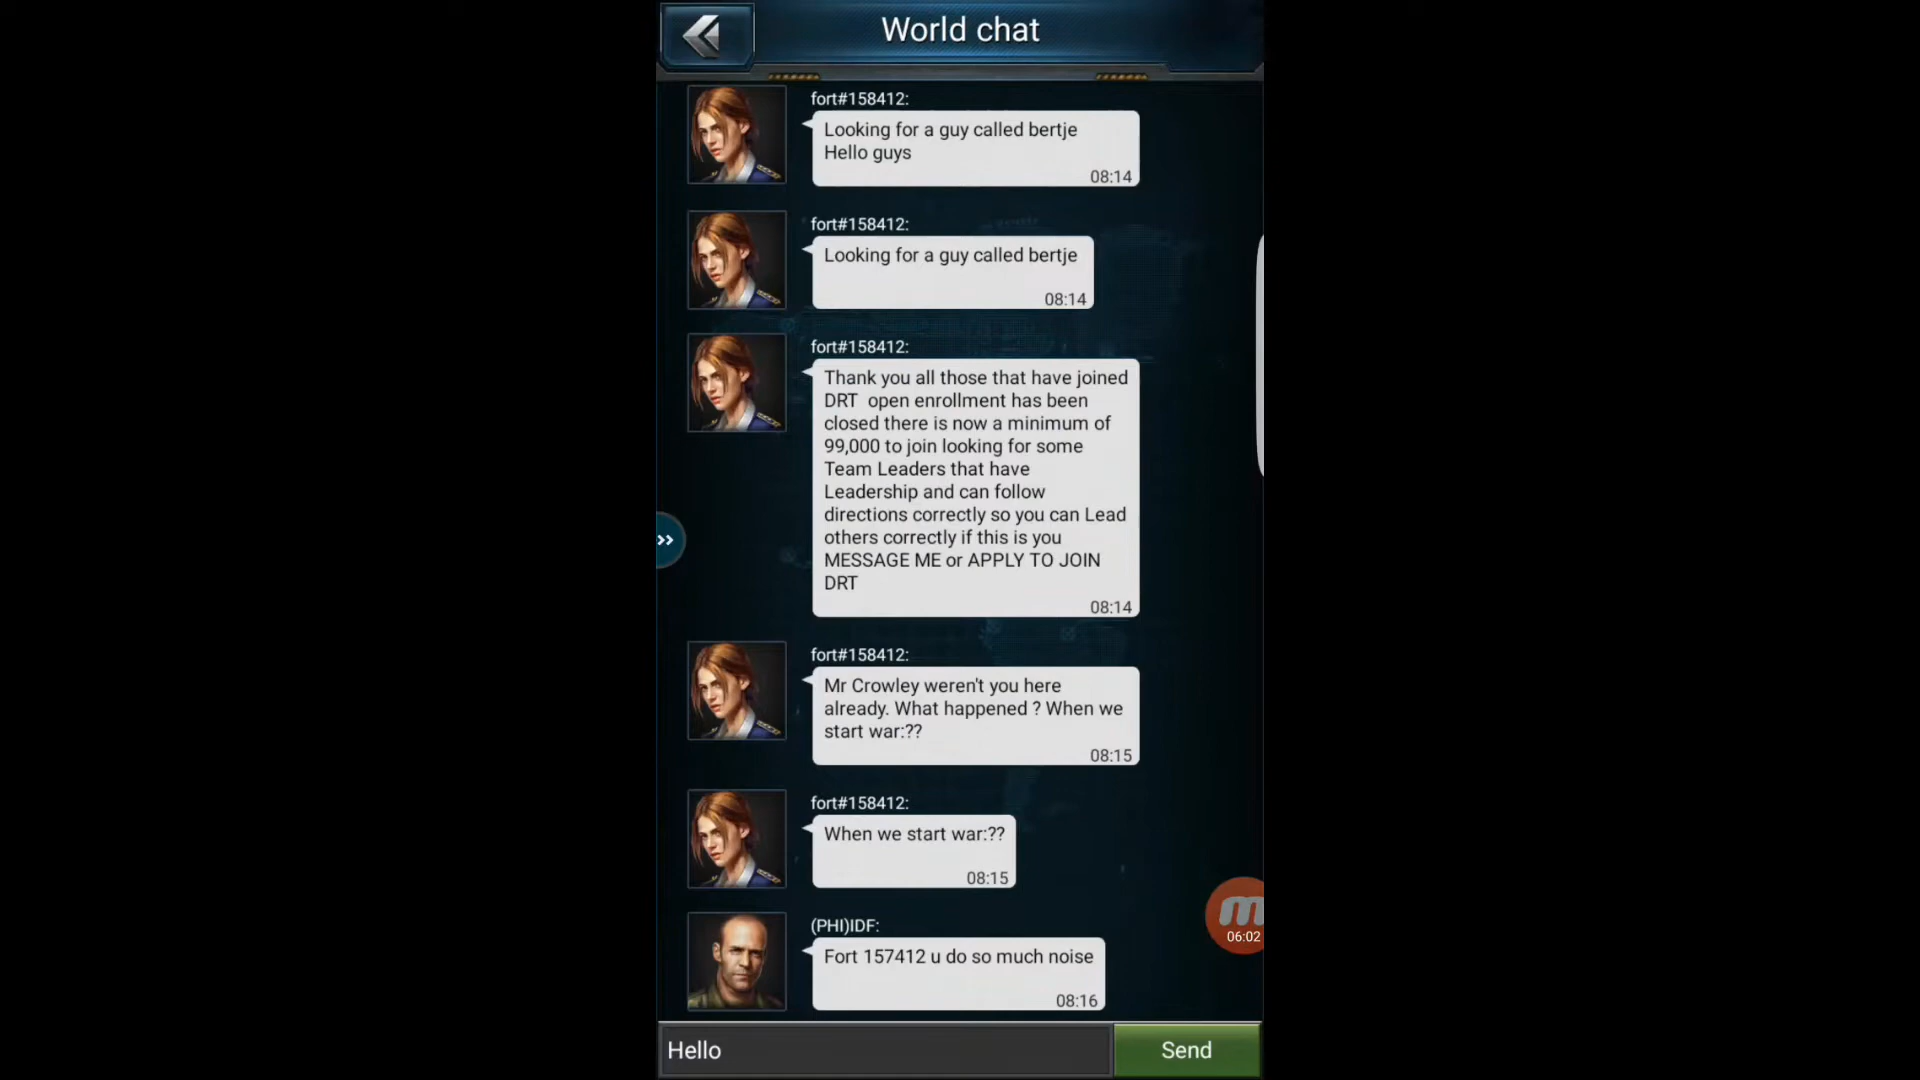 World chat
fort#158412:
Looking for a guy called bertje
Hello guys
08:14
fort#158412:
Looking for a guy called bertje
08:14
fort#158412:
Thank you all those that have joined
DRT  open enrollment has been
closed there is now a minimum of
99,000 to join looking for some
Team Leaders that have
Leadership and can follow
directions correctly so you can Lead
others correctly if this is you
MESSAGE ME or APPLY TO JOIN
DRT
08:14
fort#158412:
Mr Crowley weren't you here
already. What happened ? When we
start war:??
08:15
fort#158412:
When we start war:??
08:15
(PHI)IDF:
Fort 157412 u do so much noise
08:16
06:02
Hello
Send